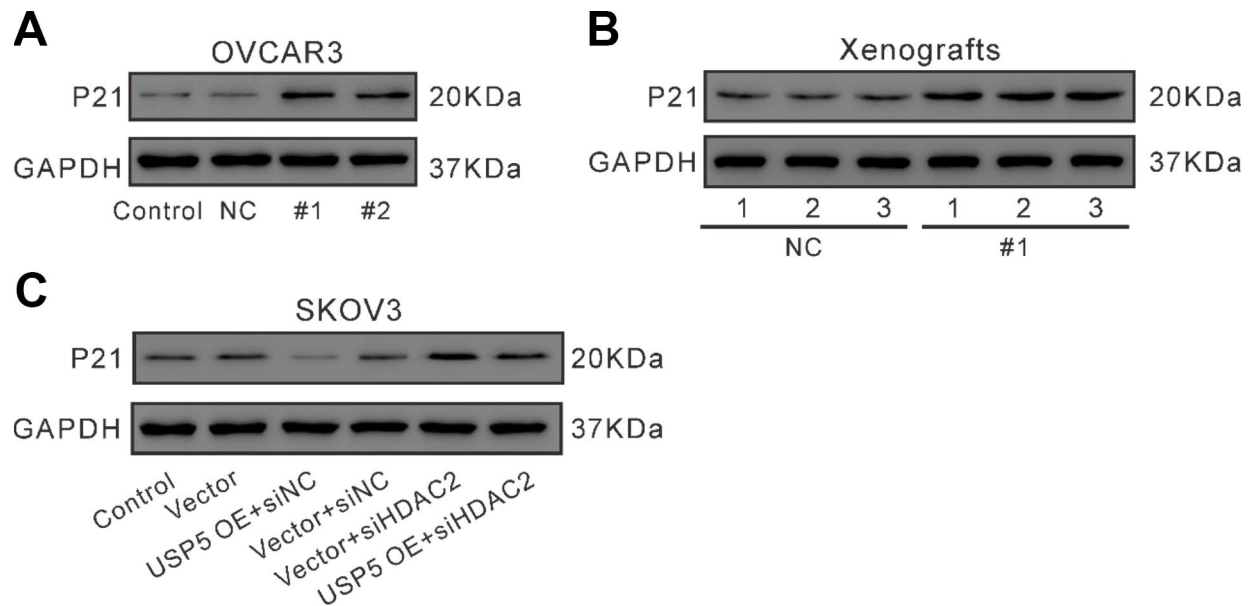 A
OVCAR3
P21 20KDa
GAPDH 37KDa
Control NC #1 #2
B
Xenografts
P21 20KDa
GAPDH 37KDa
1 2 3 1 2 3
NC #1
C
SKOV3
P21 20KDa
GAPDH 37KDa
Control
Vector
USP5 OE+siNC
Vector+siNC
Vector+siHDAC2
USP5 OE+siHDAC2